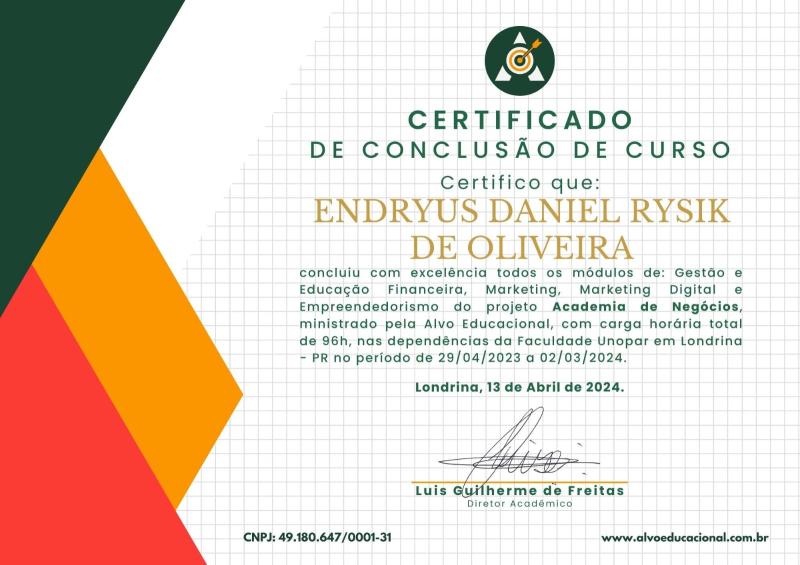 CERTIFICADO
DE CONCLUSÃO DE CURSO
Certifico que:
ENDRYUS DANIEL RYSIK
DE OLIVEIRA
concluiu com excelência todos os módulos de: Gestão e
Educação Financeira, Marketing, Marketing Digital e
Empreendedorismo do projeto Academia de Negócios,
ministrado pela Alvo Educacional, com carga horária total
de 96h, nas dependências da Faculdade Unopar em Londrina
- PR no período de 29/04/2023 a 02/03/2024.
Londrina, 13 de Abril de 2024.
Luis Guilherme de Freitas
Diretor Acadêmico
CNPJ: 49.180.647/0001-31
www.alvoeducacional.com.br